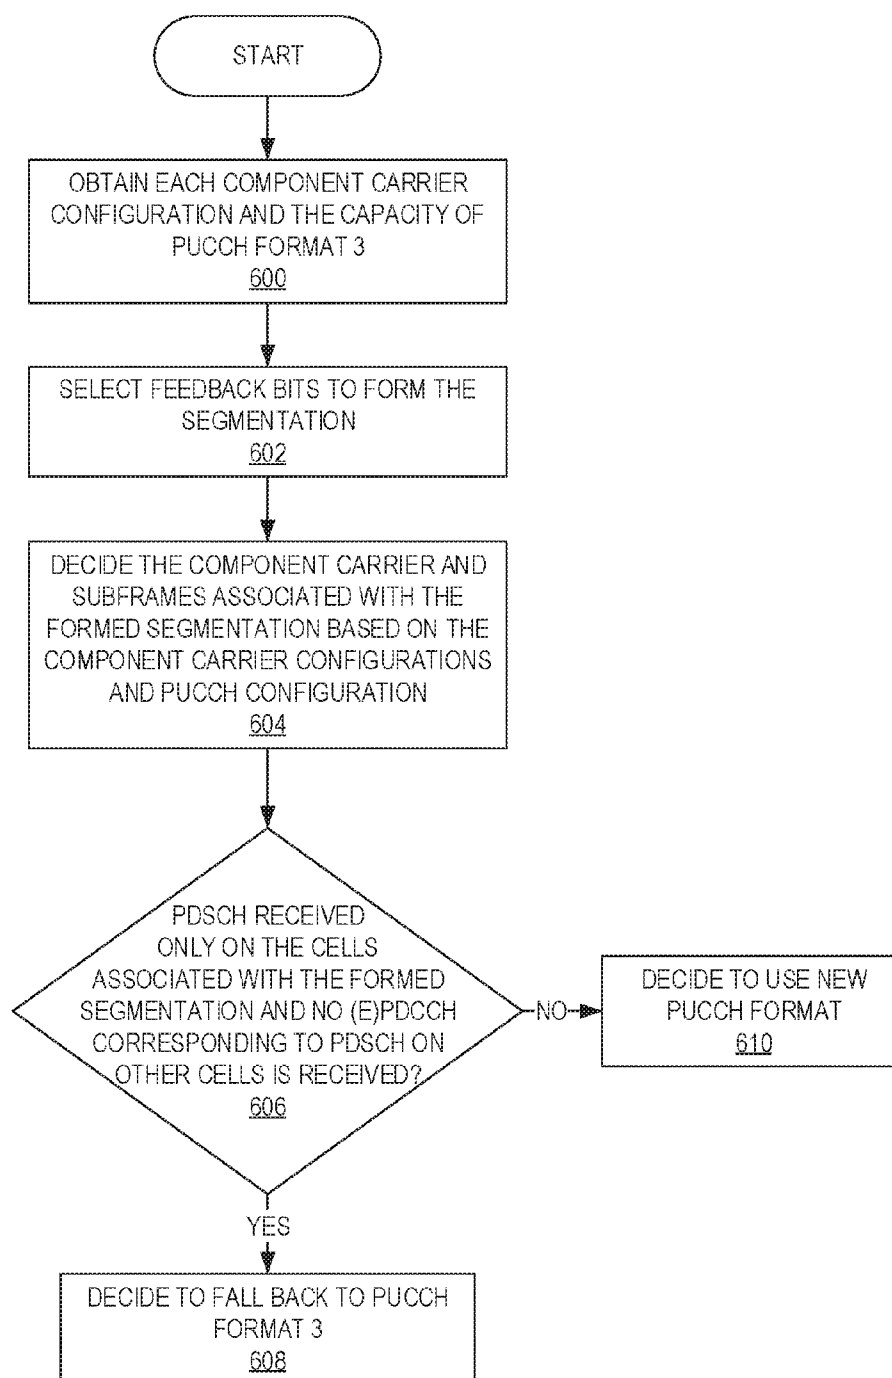 START
OBTAIN EACH COMPONENT CARRIER
CONFIGURATION AND THE CAPACITY OF
PUCCH FORMAT 3
600
SELECT FEEDBACK BITS TO FORM THE
SEGMENTATION
602
DECIDE THE COMPONENT CARRIER AND
SUBFRAMES ASSOCIATED WITH THE
FORMED SEGMENTATION BASED ON THE
COMPONENT CARRIER CONFIGURATIONS
AND PUCCH CONFIGURATION
604
PDSCH RECEIVED
ONLY ON THE CELLS
ASSOCIATED WITH THE FORMED
SEGMENTATION AND NO (E)PDCCH
CORRESPONDING TO PDSCH ON
OTHER CELLS IS RECEIVED?
606
NO
DECIDE TO USE NEW
PUCCH FORMAT
610
YES
DECIDE TO FALL BACK TO PUCCH
FORMAT 3
608